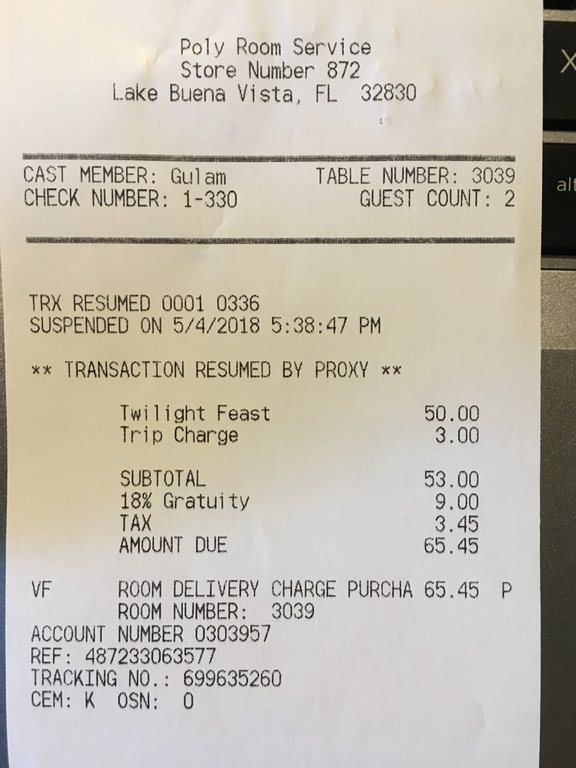 Poly Room Service
Store Number 872
Lake Buena Vista, FL 32830
CAST MEMBER: Gulam TABLE NUMBER: 3039
CHECK NUMBER: 1-330 GUEST COUNT: 2
TRX RESUMED 0001 0336
SUSPENDED ON 5/4/2018 5:38:47 PM
** TRANSACTION RESUMED BY PROXY **
Twilight Feast 50.00
Trip Charge 3.00
SUBTOTAL 53.00
18% Gratuity 9.00
TAX 3.45
AMOUNT DUE 65.45
VF ROOM DELIVERY CHARGE PURCHA 65.45 P
ROOM NUMBER: 3039
ACCOUNT NUMBER 0303957
REF: 487233063577
TRACKING NO.: 699635260
CEM: K OSN: 0
X
alt